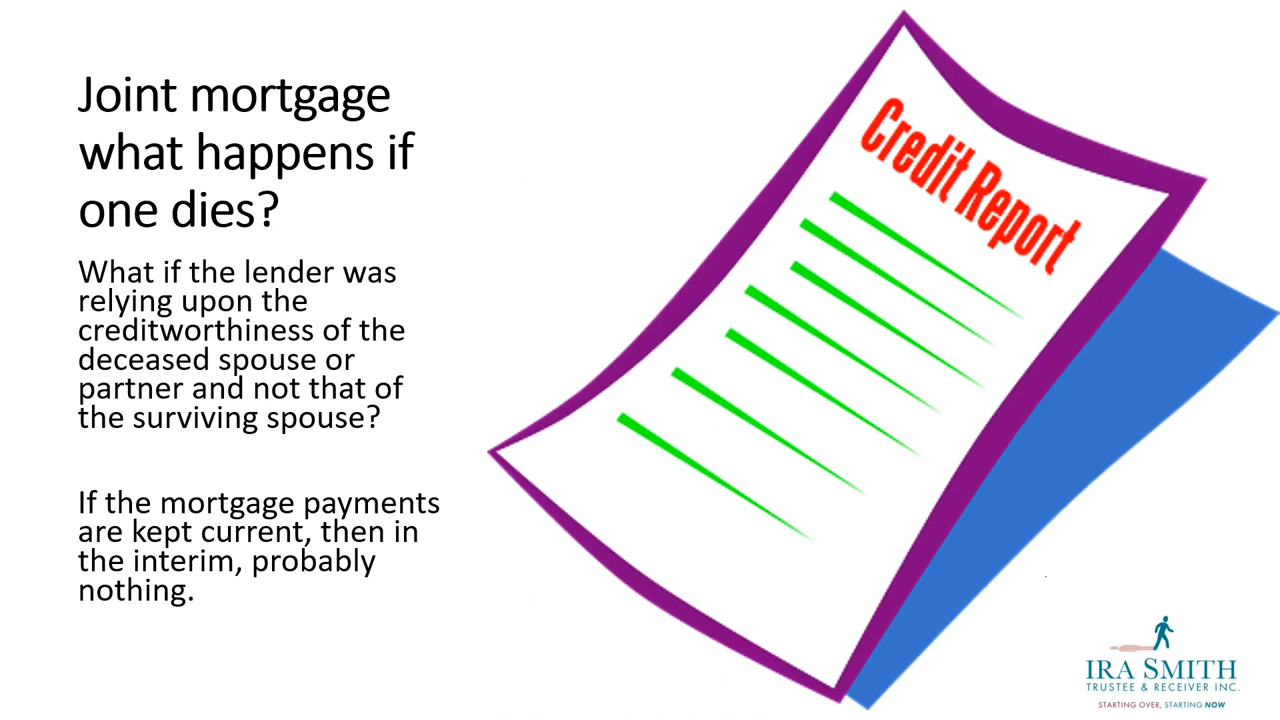 Joint mortgage
what happens if
one dies?
What if the lender was
relying upon the
creditworthiness of the
deceased spouse or
partner and not that of
the surviving spouse?
If the mortgage payments
are kept current, then in
the interim, probably
nothing.
Credit Report
IRA SMITH
TRUSTEE & RECEIVER INC.
STARTING OVER, STARTING NOW